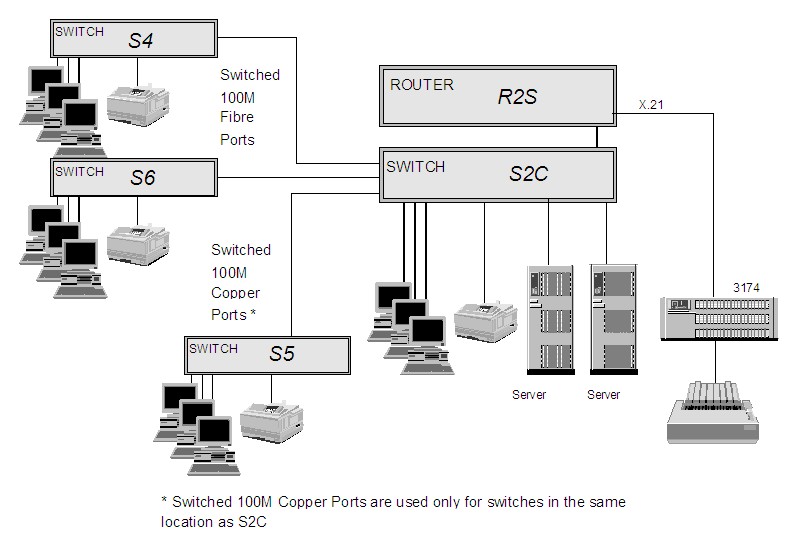 SWITCH S4
Switched
100M
Fibre
Ports
ROUTER R2S
X.21
SWITCH S6
SWITCH S2C
Switched
100M
Copper
Ports *
3174
SWITCH S5
Server Server
* Switched 100M Copper Ports are used only for switches in the same
location as S2C